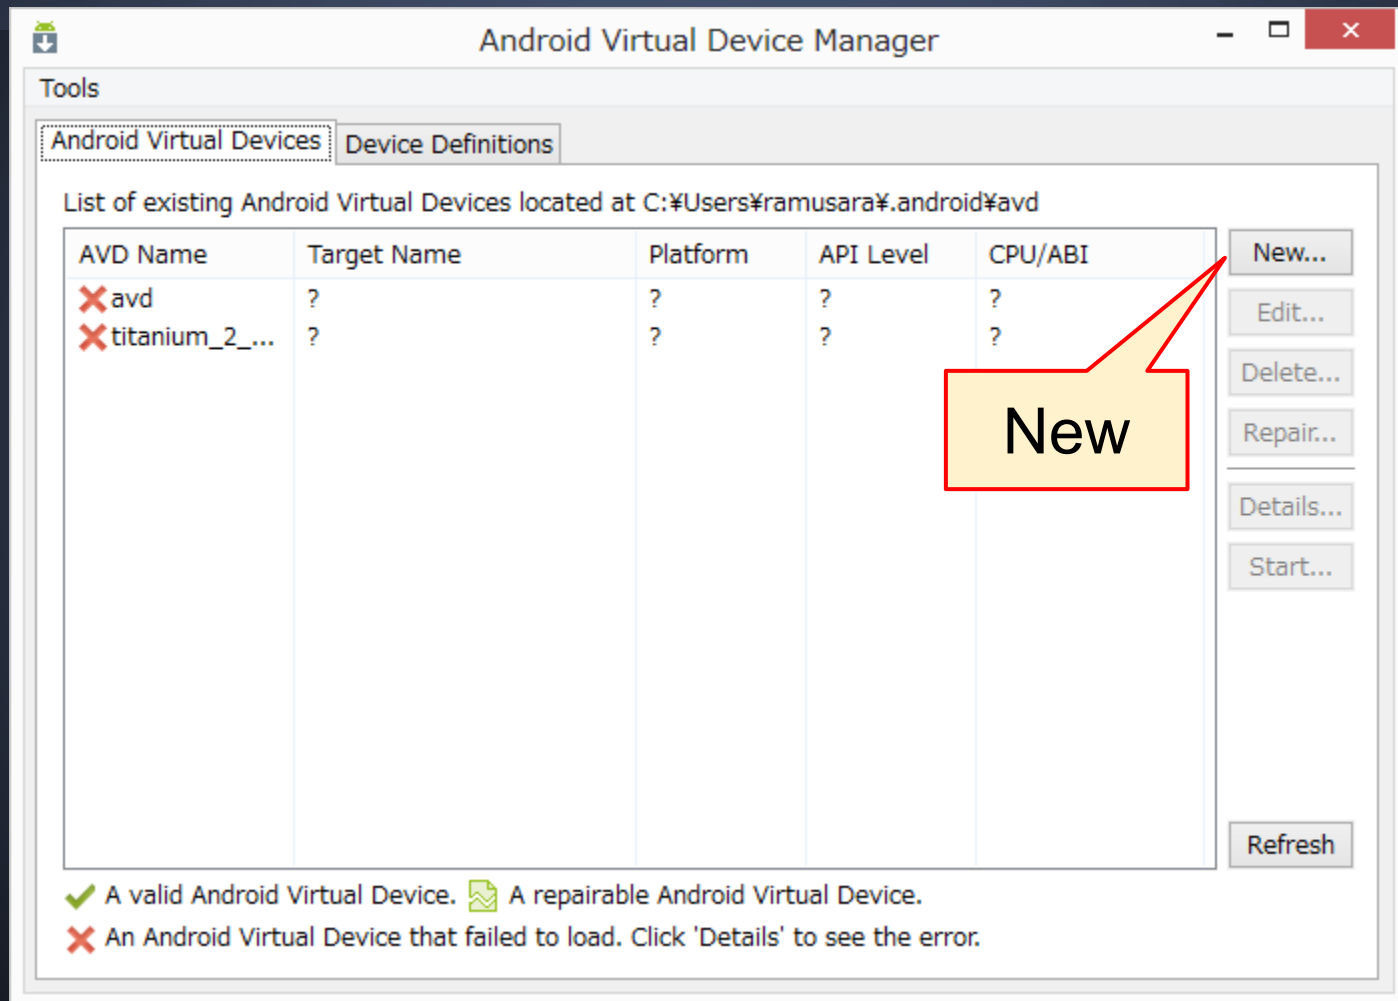 Android Virtual Device Manager
Tools
Android Virtual Devices Device Definitions
List of existing Android Virtual Devices located at C:¥Users¥ramusara¥.android¥avd
AVD Name Target Name Platform API Level CPU/ABI New...
avd ? ? ? ?
Edit...
titanium_2_... ? ? ? ?
Delete...
New
Repair...
Details...
Start...
Refresh
A valid Android Virtual Device. A repairable Android Virtual Device.
An Android Virtual Device that failed to load. Click 'Details' to see the error.